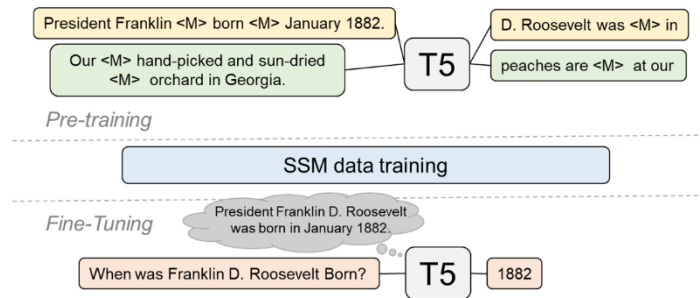 President Franklin <M> born <M> January 1882.
D. Roosevelt was <M> in
Our <M> hand-picked and sun-dried
<M> orchard in Georgia.
T5
peaches are <M> at our
Pre-training
SSM data training
Fine-Tuning
President Franklin D. Roosevelt
was born in January 1882.
When was Franklin D. Roosevelt Born?
T5
1882